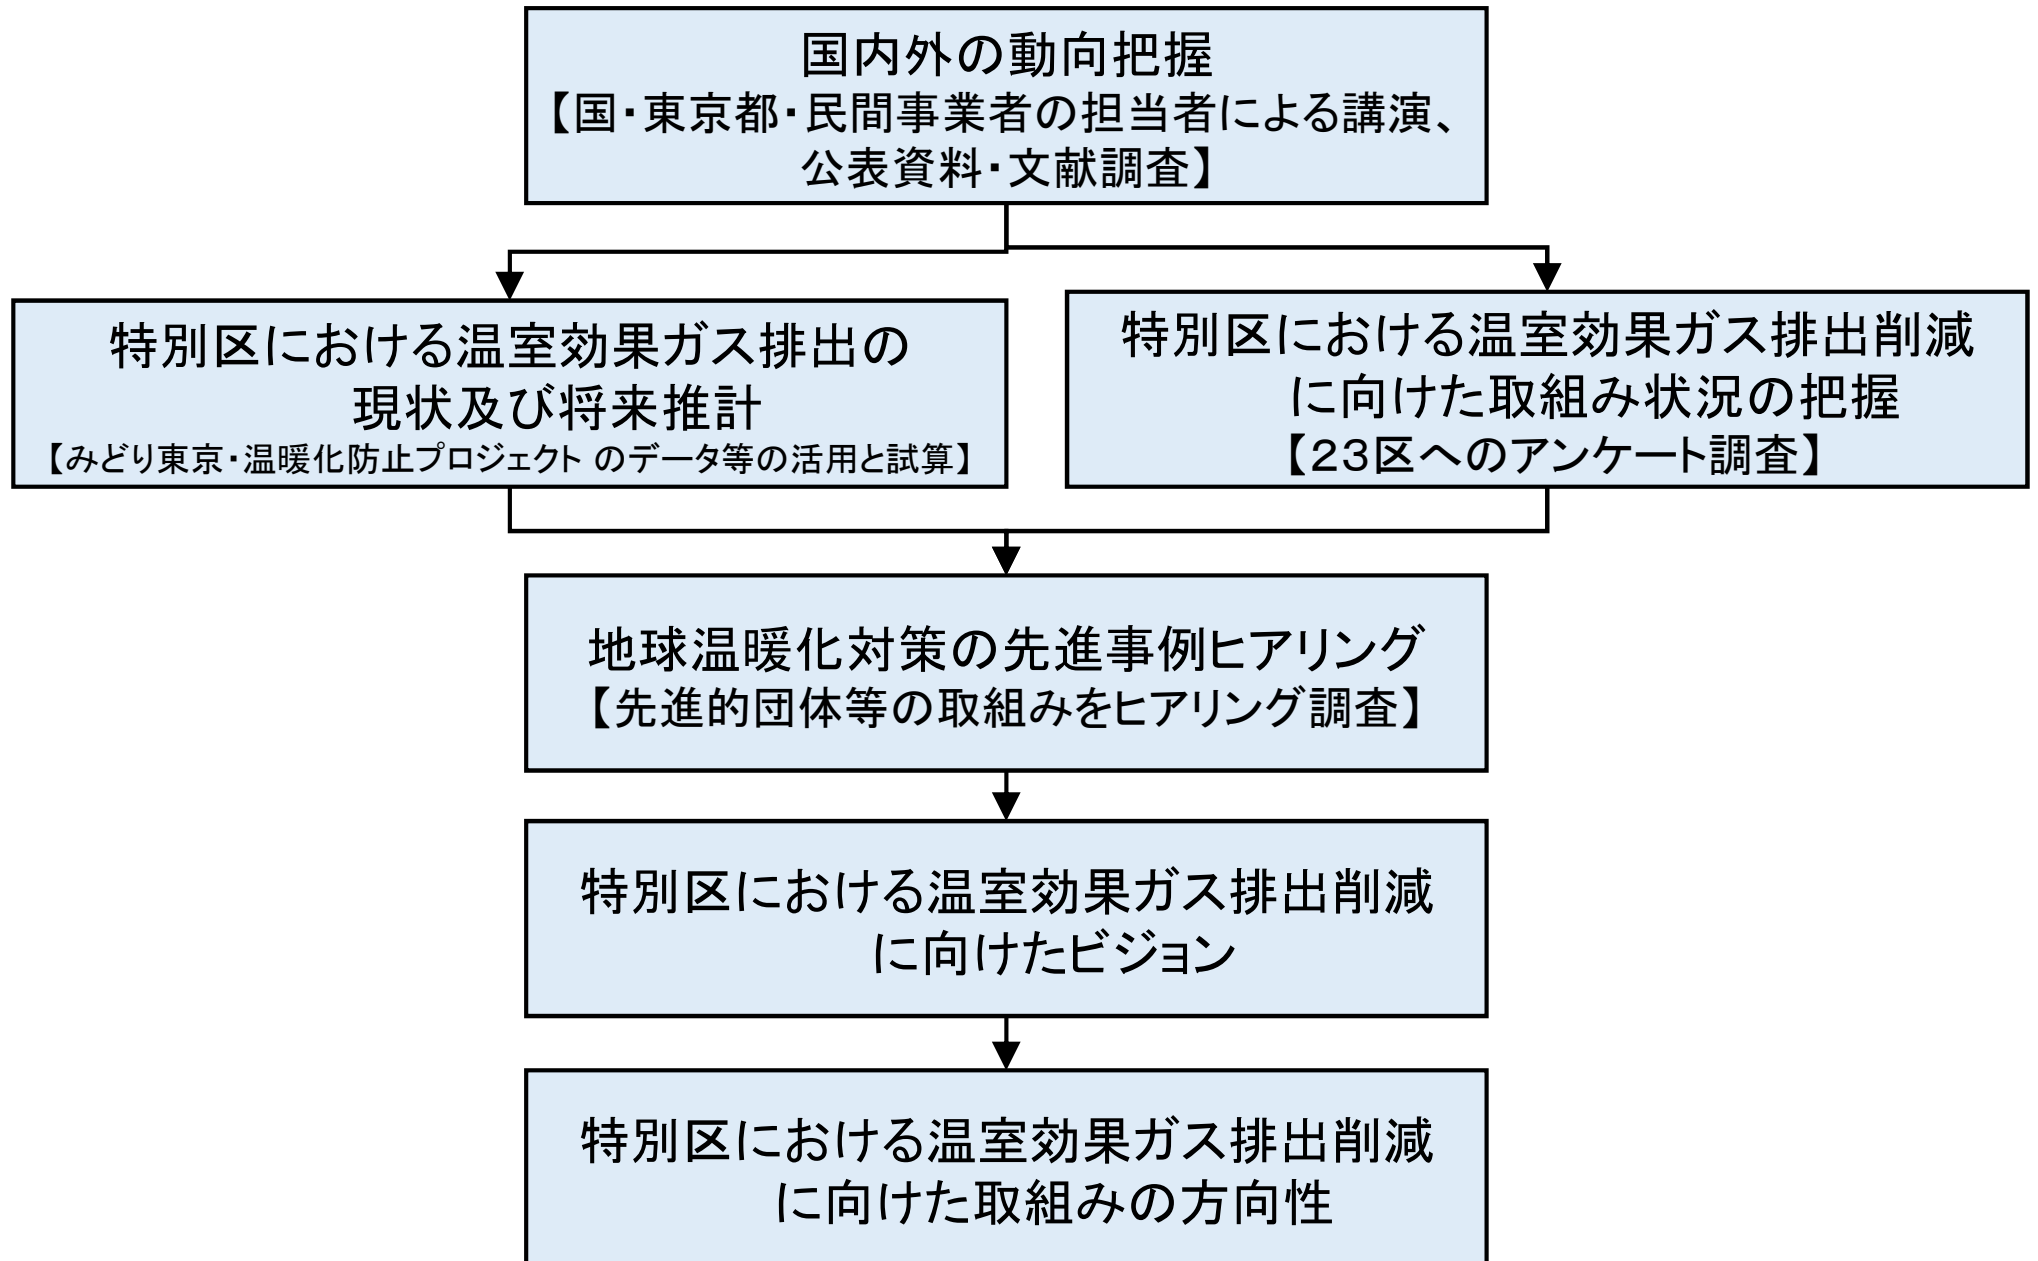 国内外の動向把握
【国・東京都・民間事業者の担当者による講演、
公表資料・文献調査】
特別区における温室効果ガス排出の
現状及び将来推計
【みどり東京・温暖化防止プロジェクト のデータ等の活用と試算】
特別区における温室効果ガス排出削減
に向けた取組み状況の把握
【23区へのアンケート調査】
地球温暖化対策の先進事例ヒアリング
【先進的団体等の取組みをヒアリング調査】
特別区における温室効果ガス排出削減
に向けたビジョン
特別区における温室効果ガス排出削減
に向けた取組みの方向性